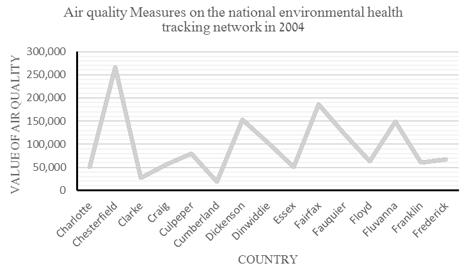 Air quality Measures on the national environmental health
tracking network in 2004
VALUE OF AIR QUALITY
300,000
250,000
200,000
150,000
100,000
50,000
0
Charlotte
Chesterfield
Clarke
Craig
Culpeper
Cumberland
Dickenson
Dinwiddie
Essex
Fairfax
Fauquier
Floyd
Fluvanna
Franklin
Frederick
COUNTRY